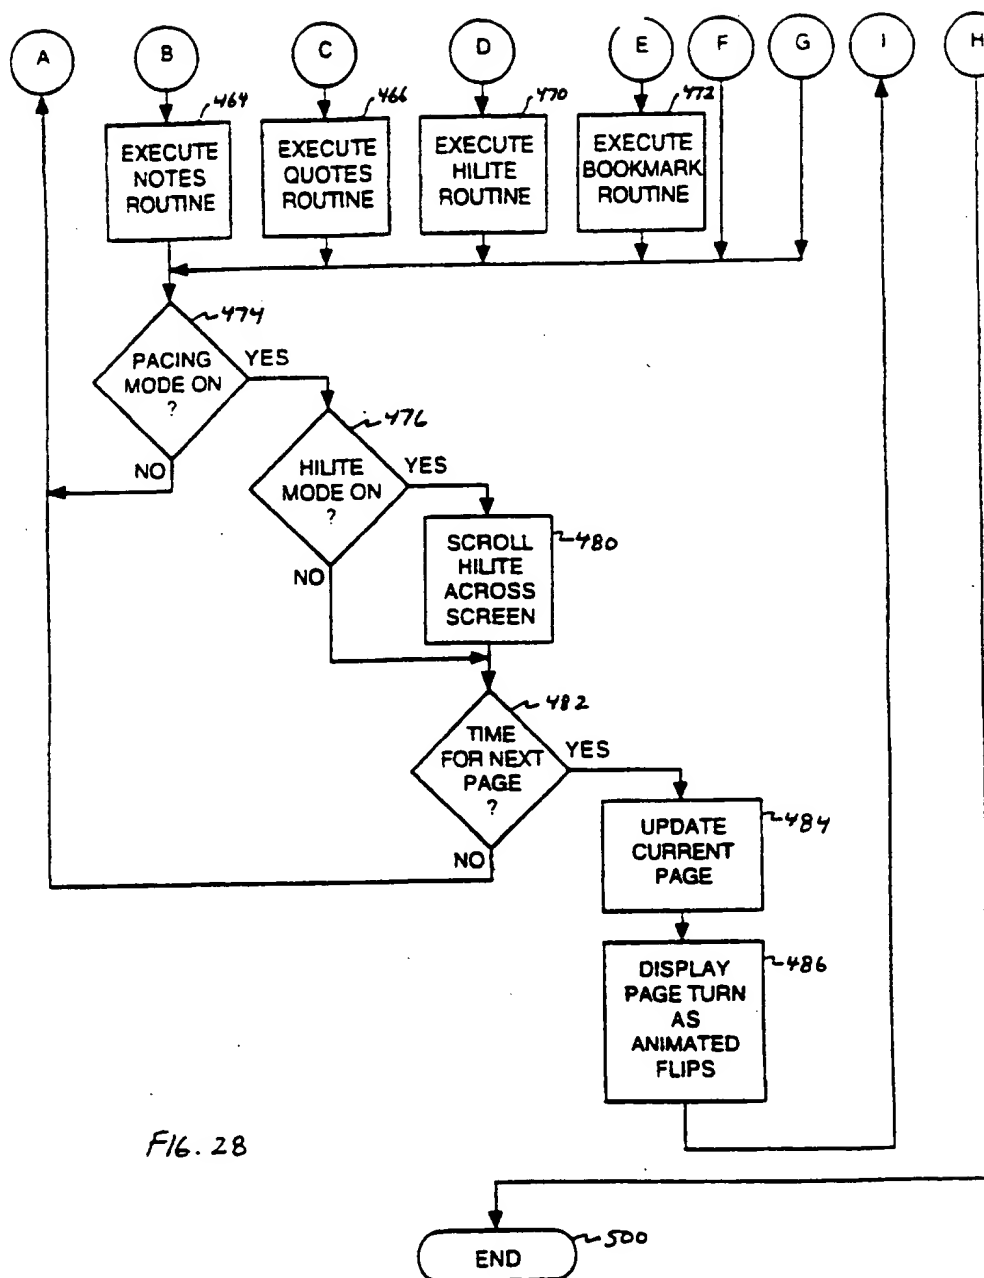 A
B
C
D
E
F
G
I
H
464
466
470
472
EXECUTE
NOTES
ROUTINE
EXECUTE
QUOTES
ROUTINE
EXECUTE
HILITE
ROUTINE
EXECUTE
BOOKMARK
ROUTINE
474
PACING
MODE ON
?
YES
NO
476
HILITE
MODE ON
?
YES
NO
480
SCROLL
HILITE
ACROSS
SCREEN
482
TIME
FOR NEXT
PAGE
?
YES
NO
484
UPDATE
CURRENT
PAGE
486
DISPLAY
PAGE TURN
AS
ANIMATED
FLIPS
FIG. 28
500
END